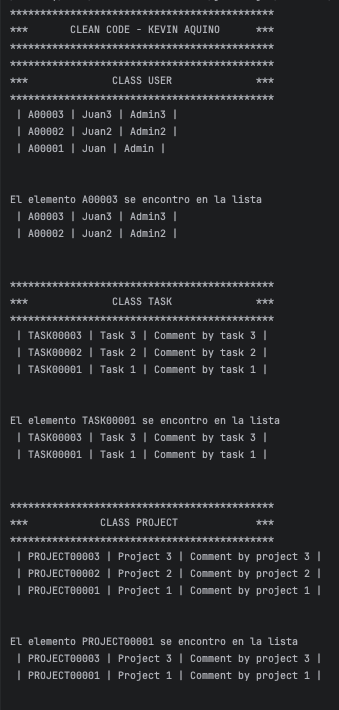 ********************************************
***       CLEAN CODE - KEVIN AQUINO      ***
********************************************
********************************************
***              CLASS USER              ***
********************************************
| A00003 | Juan3 | Admin3 |
| A00002 | Juan2 | Admin2 |
| A00001 | Juan | Admin |
El elemento A00003 se encontro en la lista
| A00003 | Juan3 | Admin3 |
| A00002 | Juan2 | Admin2 |
********************************************
***              CLASS TASK              ***
********************************************
| TASK00003 | Task 3 | Comment by task 3 |
| TASK00002 | Task 2 | Comment by task 2 |
| TASK00001 | Task 1 | Comment by task 1 |
El elemento TASK00001 se encontro en la lista
| TASK00003 | Task 3 | Comment by task 3 |
| TASK00001 | Task 1 | Comment by task 1 |
********************************************
***            CLASS PROJECT             ***
********************************************
| PROJECT00003 | Project 3 | Comment by project 3 |
| PROJECT00002 | Project 2 | Comment by project 2 |
| PROJECT00001 | Project 1 | Comment by project 1 |
El elemento PROJECT00001 se encontro en la lista
| PROJECT00003 | Project 3 | Comment by project 3 |
| PROJECT00001 | Project 1 | Comment by project 1 |